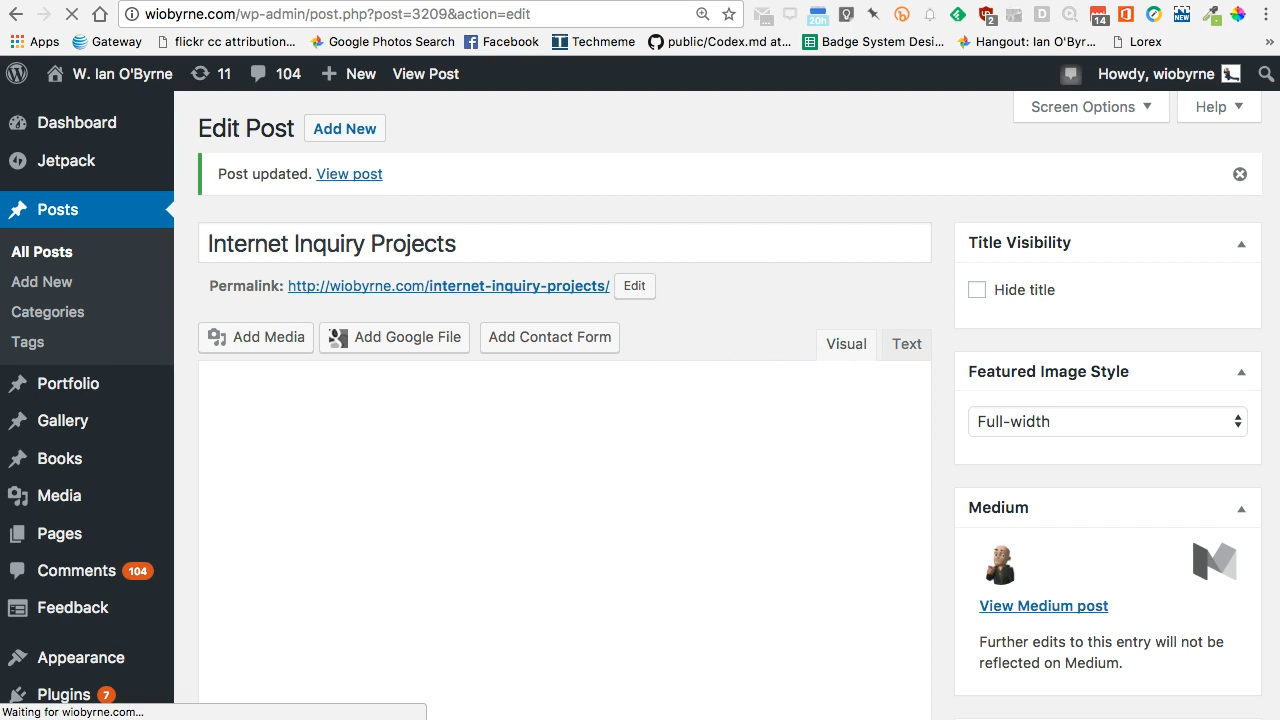 wiobyrne.com/wp-admin/post.php?post=3209&action=edit
20h 2 14 NEW
Apps Gateway flickr cc attribution... Google Photos Search Facebook Techmeme public/Codex.md at... Badge System Desi... Hangout: Ian O'Byr... Lorex »
W. Ian O'Byrne 11 104 + New View Post Howdy, wiobyrne
Screen Options Help
Dashboard
Jetpack
Posts
All Posts
Add New
Categories
Tags
Portfolio
Gallery
Books
Media
Pages
Comments 104
Feedback
Appearance
Plugins 7
Edit Post Add New
Post updated. View post
Internet Inquiry Projects
Permalink: http://wiobyrne.com/internet-inquiry-projects/ Edit
Add Media Add Google File Add Contact Form
Visual Text
Title Visibility
Hide title
Featured Image Style
Full-width
Medium
View Medium post
Further edits to this entry will not be
reflected on Medium.
Waiting for wiobyrne.com...